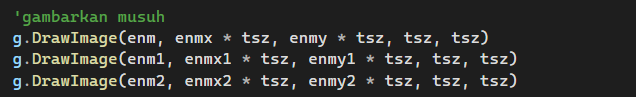 'gambarkan musuh
g.DrawImage(enm, enmx * tsz, enmy * tsz, tsz, tsz)
g.DrawImage(enm1, enmx1 * tsz, enmy1 * tsz, tsz, tsz)
g.DrawImage(enm2, enmx2 * tsz, enmy2 * tsz, tsz, tsz)